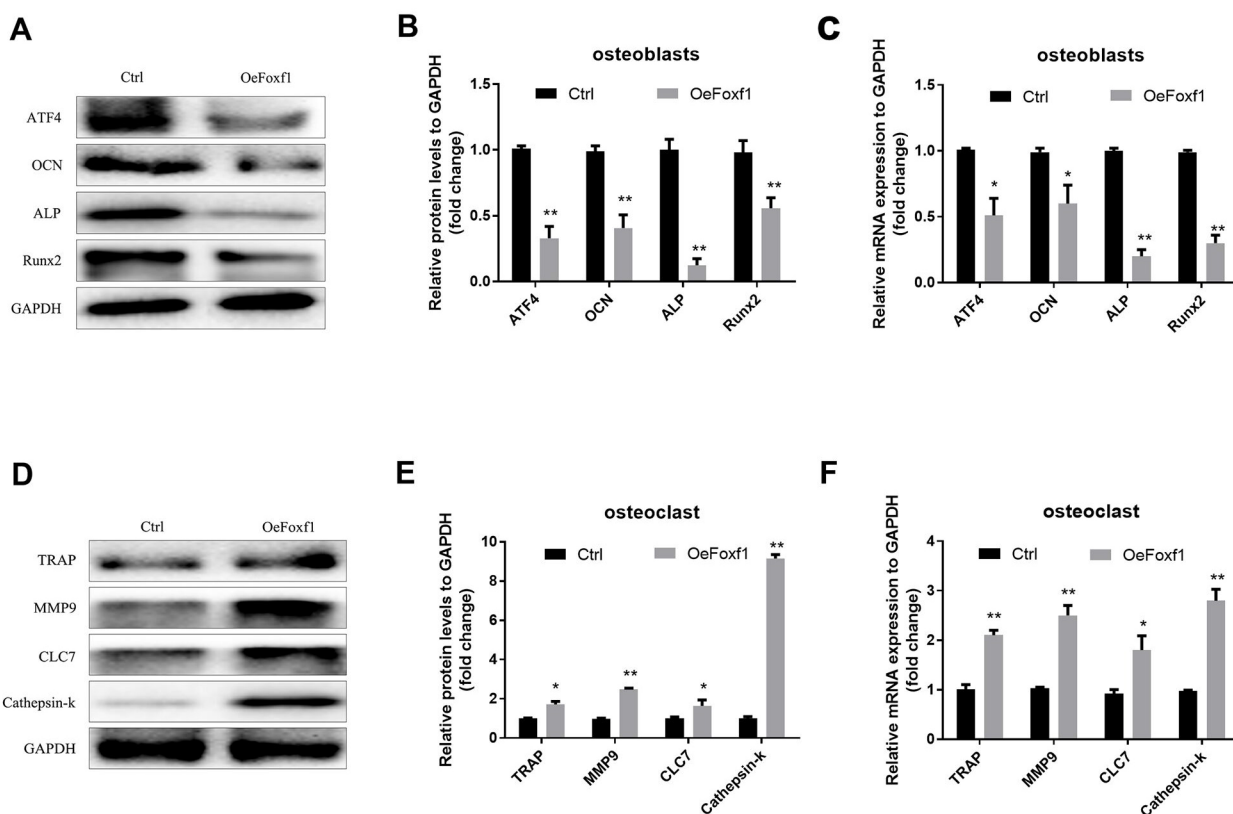 A
Ctrl OeFoxf1
ATF4
OCN
ALP
Runx2
GAPDH
B
osteoblasts
Ctrl OeFoxf1
Relative protein levels to GAPDH
(fold change)
1.5
1.0
0.5
0.0
** ** ** **
ATF4 OCN ALP Runx2
C
osteoblasts
Ctrl OeFoxf1
Relative mRNA expression to GAPDH
(fold change)
1.5
1.0
0.5
0.0
* * ** **
ATF4 OCN ALP Runx2
D
Ctrl OeFoxf1
TRAP
MMP9
CLC7
Cathepsin-k
GAPDH
E
osteoclast
Ctrl OeFoxf1
Relative protein levels to GAPDH
(fold change)
10
8
6
4
2
0
* ** * **
TRAP MMP9 CLC7 Cathepsin-k
F
osteoclast
Ctrl OeFoxf1
Relative mRNA expression to GAPDH
(fold change)
4
3
2
1
0
** ** * **
TRAP MMP9 CLC7 Cathepsin-k